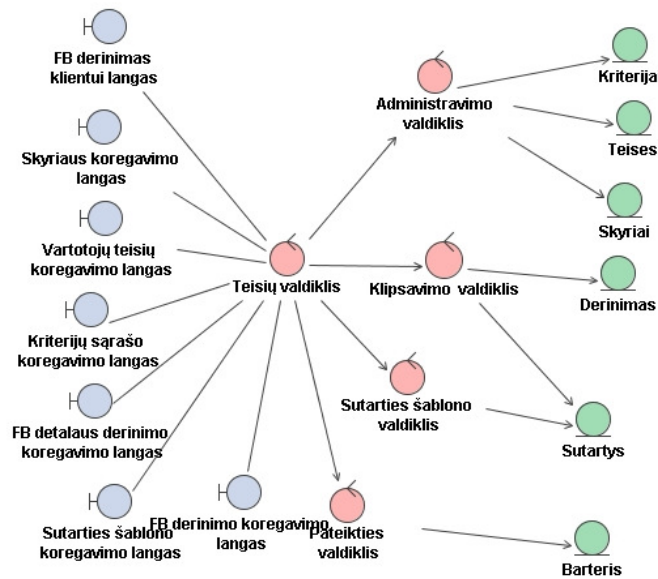 FB derinimas
klientui langas
Skyriaus koregavimo
langas
Vartotojų teisių
koregavimo langas
Kriterijų sąrašo
koregavimo langas
FB detalaus derinimo
koregavimo langas
Sutarties šablono
koregavimo langas
FB derinimo koregavimo
langas
Teisių valdiklis
Administravimo
valdiklis
Klipsavimo valdiklis
Sutarties šablono
valdiklis
Pateikties
valdiklis
Kriterija
Teises
Skyriai
Derinimas
Sutartys
Barteris